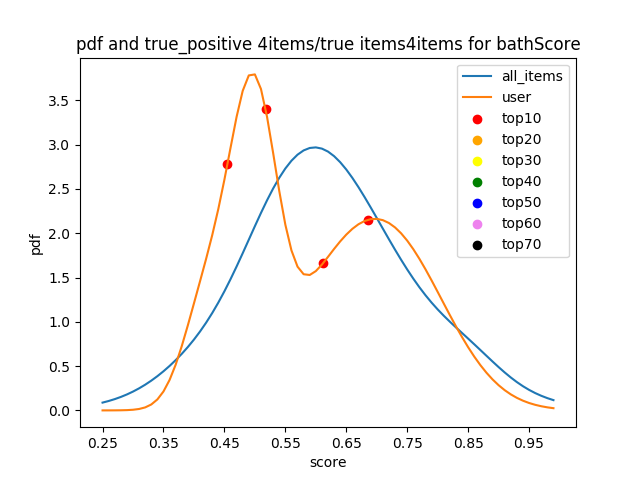 pdf and true_positive 4items/true items4items for bathScore
all_items
user
top10
top20
top30
top40
top50
top60
top70
pdf
3.5
3.0
2.5
2.0
1.5
1.0
0.5
0.0
0.25 0.35 0.45 0.55 0.65 0.75 0.85 0.95
score